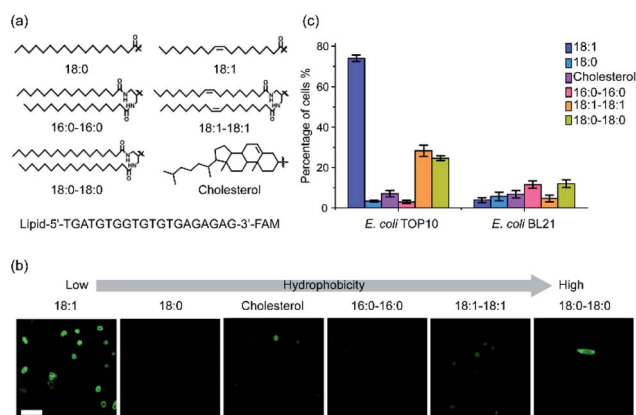 (a)
18:0
18:1
16:0-16:0
18:1-18:1
18:0-18:0
Cholesterol
Lipid-5'-TGATGTGGTGTGTGAGAGAG-3'-FAM
(c)
80
60
40
20
0
Percentage of cells %
E. coli TOP10
E. coli BL21
18:1
18:0
Cholesterol
16:0-16:0
18:1-18:1
18:0-18:0
(b)
Low
Hydrophobicity
High
18:1
18:0
Cholesterol
16:0-16:0
18:1-18:1
18:0-18:0